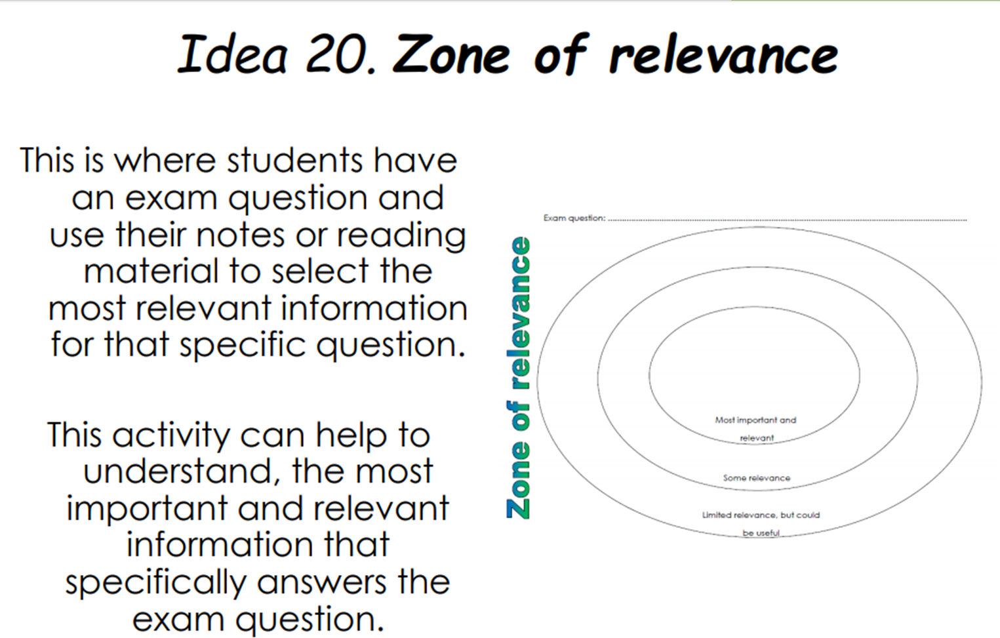 Idea 20. Zone of relevance
This is where students have
an exam question and
use their notes or reading
material to select the
most relevant information
for that specific question.
This activity can help to
understand, the most
important and relevant
information that
specifically answers the
exam question.
Zone of relevance
Exam question: ........................................................................
Most important and
relevant
Some relevance
Limited relevance, but could
be useful